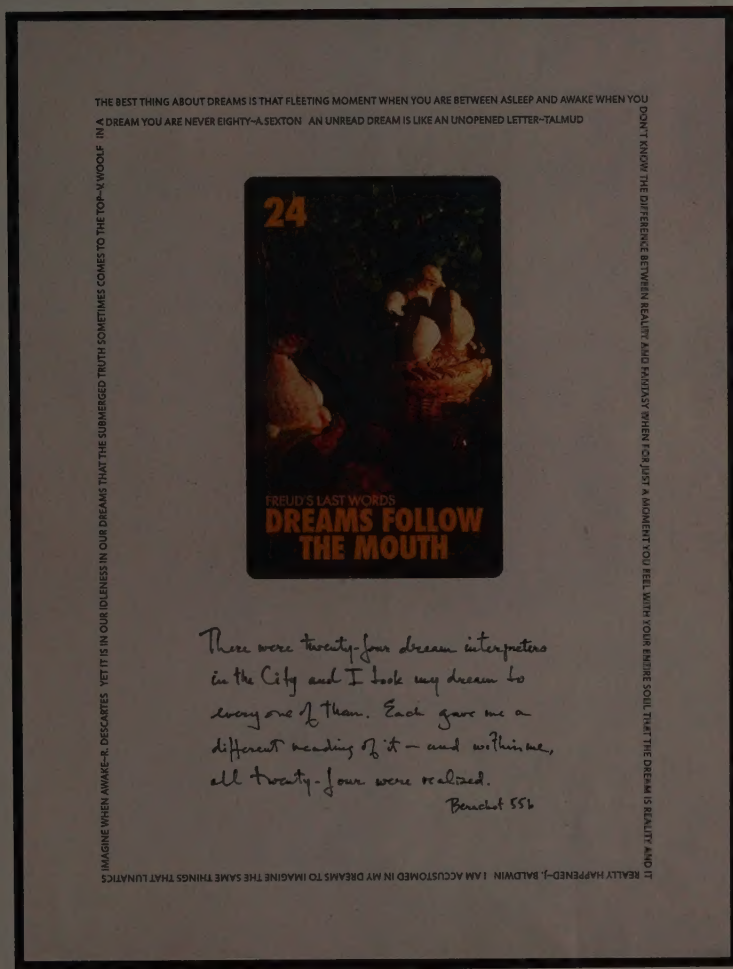 THE BEST THING ABOUT DREAMS IS THAT FLEETING MOMENT WHEN YOU ARE BETWEEN ASLEEP AND AWAKE WHEN YOU
DON'T KNOW THE DIFFERENCE BETWEEN REALITY AND FANTASY WHEN FOR JUST A MOMENT YOU FEEL WITH YOUR ENTIRE SOUL THAT THE DREAM IS REALITY AND IT
REALLY HAPPENED–J. BALDWIN I AM ACCUSTOMED IN MY DREAMS TO IMAGINE THE SAME THINGS THAT LUNATICS
IMAGINE WHEN AWAKE–R. DESCARTES YET IT IS IN OUR IDLENESS IN OUR DREAMS THAT THE SUBMERGED TRUTH SOMETIMES COMES TO THE TOP–V. WOOLF IN
A DREAM YOU ARE NEVER EIGHTY–A.SEXTON AN UNREAD DREAM IS LIKE AN UNOPENED LETTER–TALMUD
24
FREUD'S LAST WORDS
DREAMS FOLLOW
THE MOUTH
There were twenty-four dream interpreters
in the City and I took my dream to
every one of them. Each gave me a
different reading of it – and within me,
all twenty-four were realized.
Berachot 55b